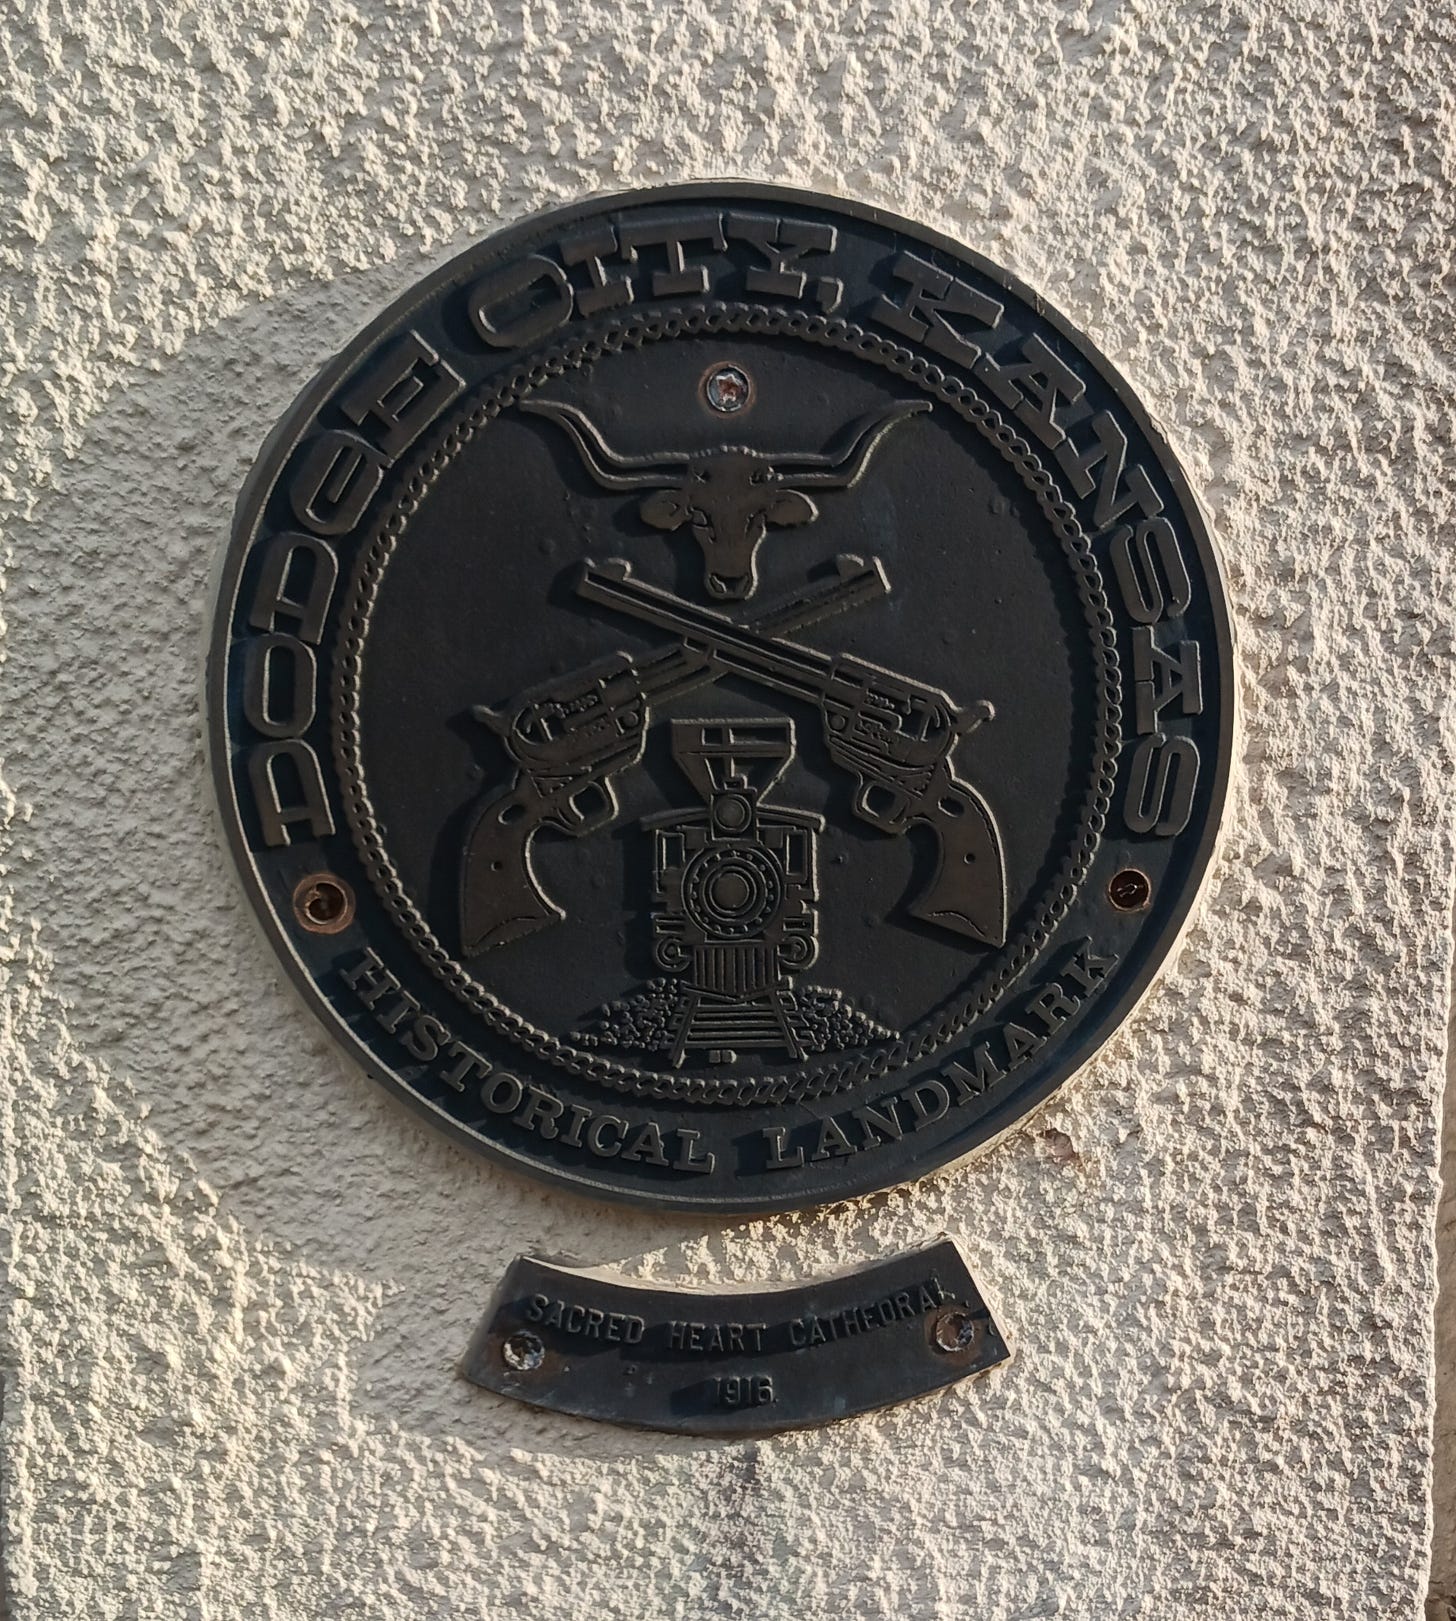 DODGE CITY, KANSAS
HISTORICAL LANDMARK
SACRED HEART CATHEDRAL
1916